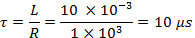 τ = L/R = (10 × 10⁻³)/(1 × 10³) = 10 μs